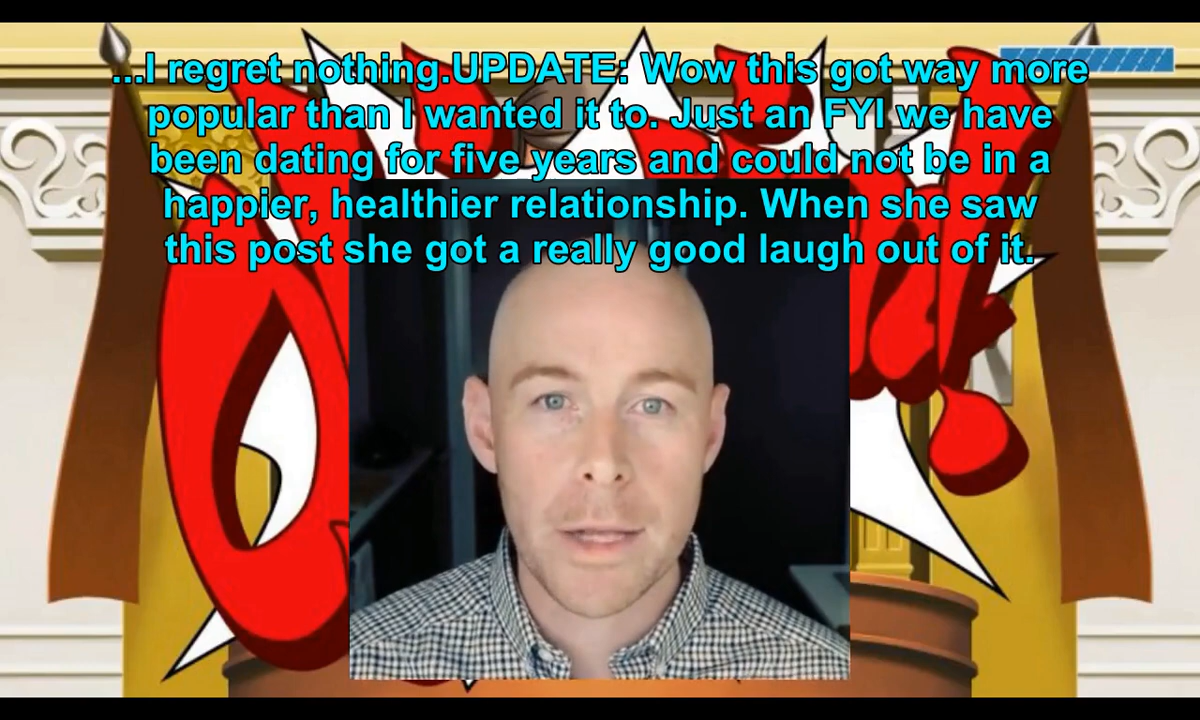 ...I regret nothing.UPDATE: Wow this got way more
popular than I wanted it to. Just an FYI we have
been dating for five years and could not be in a
happier, healthier relationship. When she saw
this post she got a really good laugh out of it.